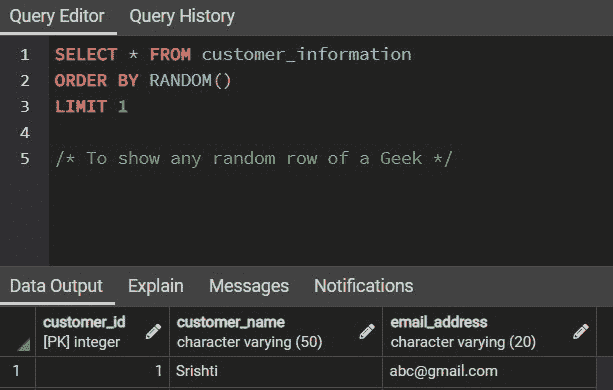 Query Editor Query History
1 SELECT * FROM customer_information
2 ORDER BY RANDOM()
3 LIMIT 1
4
5 /* To show any random row of a Geek */
Data Output Explain Messages Notifications
customer_id customer_name email_address
[PK] integer character varying (50) character varying (20)
1 1 Srishti abc@gmail.com